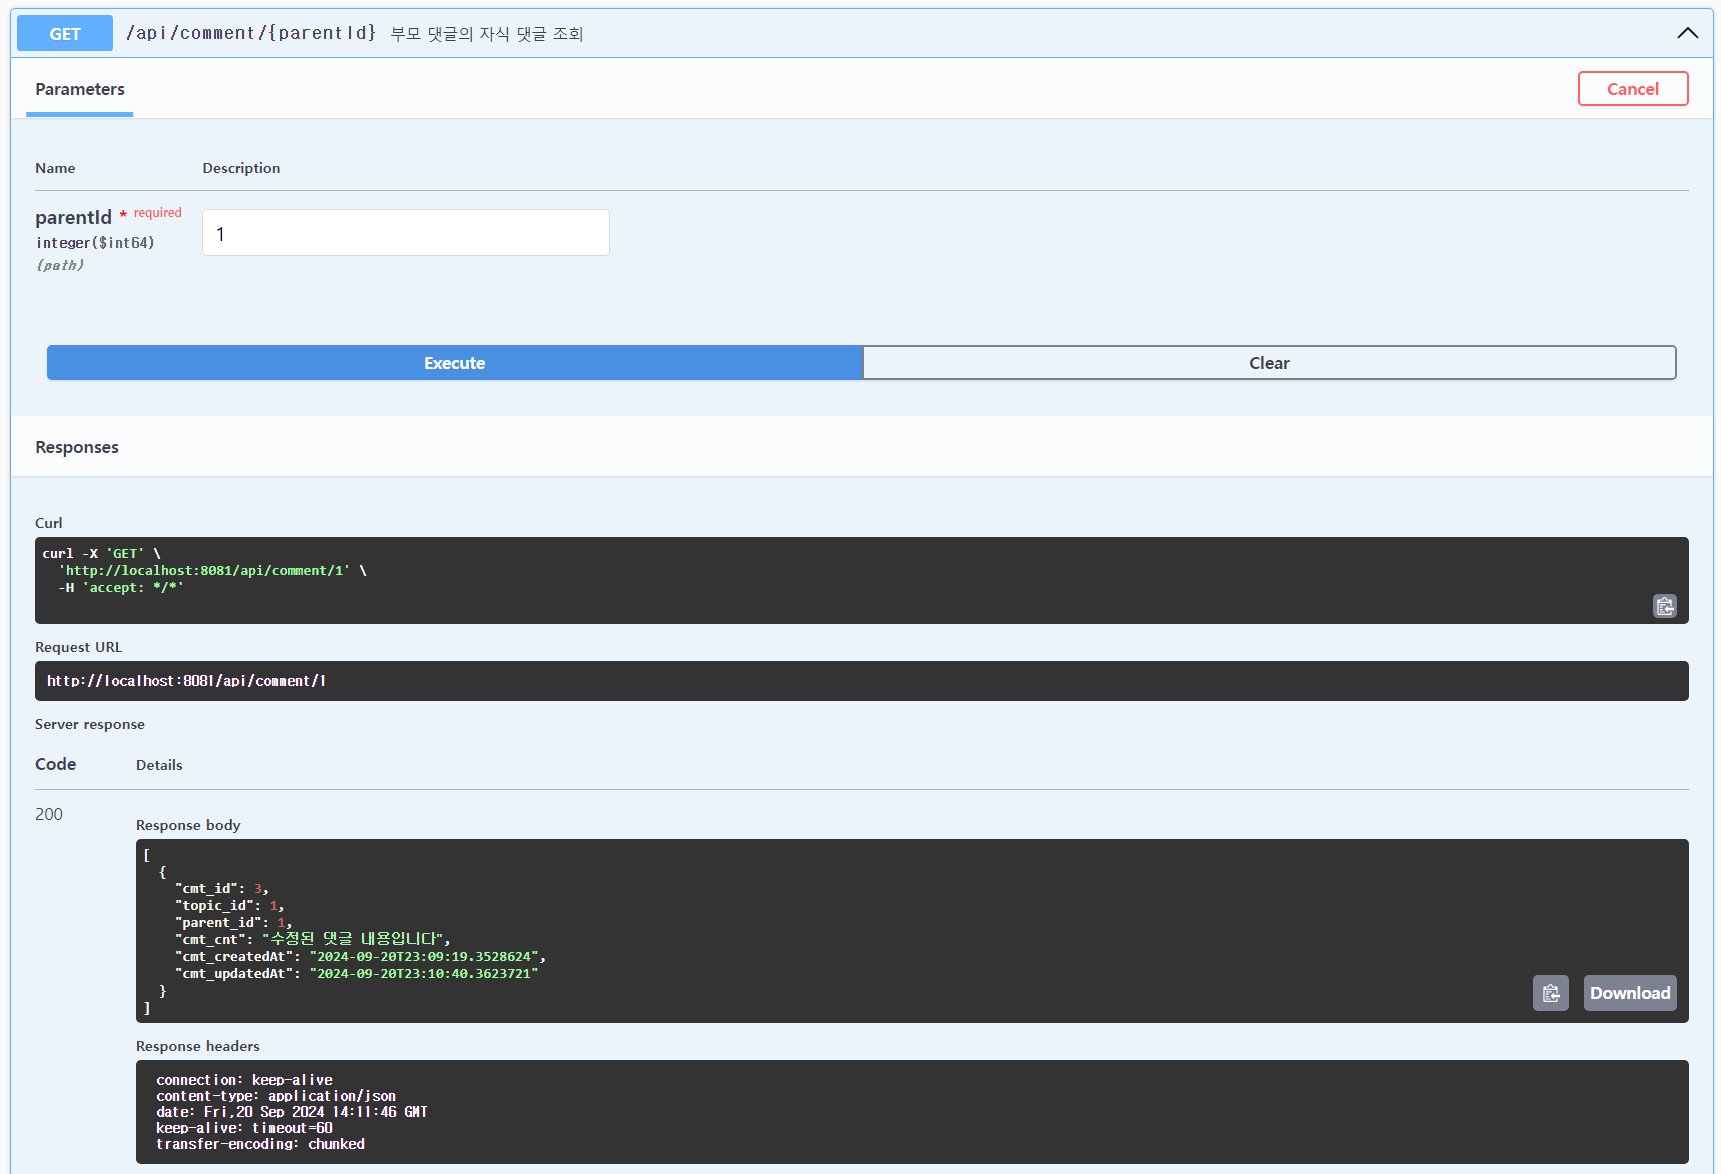 GET /api/comment/{parentId} 부모 댓글의 자식 댓글 조회
Parameters
Cancel
Name Description
parentId * required
integer($int64)
(path)
1
Execute
Clear
Responses
Curl
curl -X 'GET' \
'http://localhost:8081/api/comment/1' \
-H 'accept: */*'
Request URL
http://localhost:8081/api/comment/1
Server response
Code Details
200
Response body
[
{
"cmt_id": 3,
"topic_id": 1,
"parent_id": 1,
"cmt_cnt": "수정된 댓글 내용입니다",
"cmt_createdAt": "2024-09-20T23:09:19.3528624",
"cmt_updatedAt": "2024-09-20T23:10:40.3623721"
}
]
Download
Response headers
connection: keep-alive
content-type: application/json
date: Fri,20 Sep 2024 14:11:46 GMT
keep-alive: timeout=60
transfer-encoding: chunked